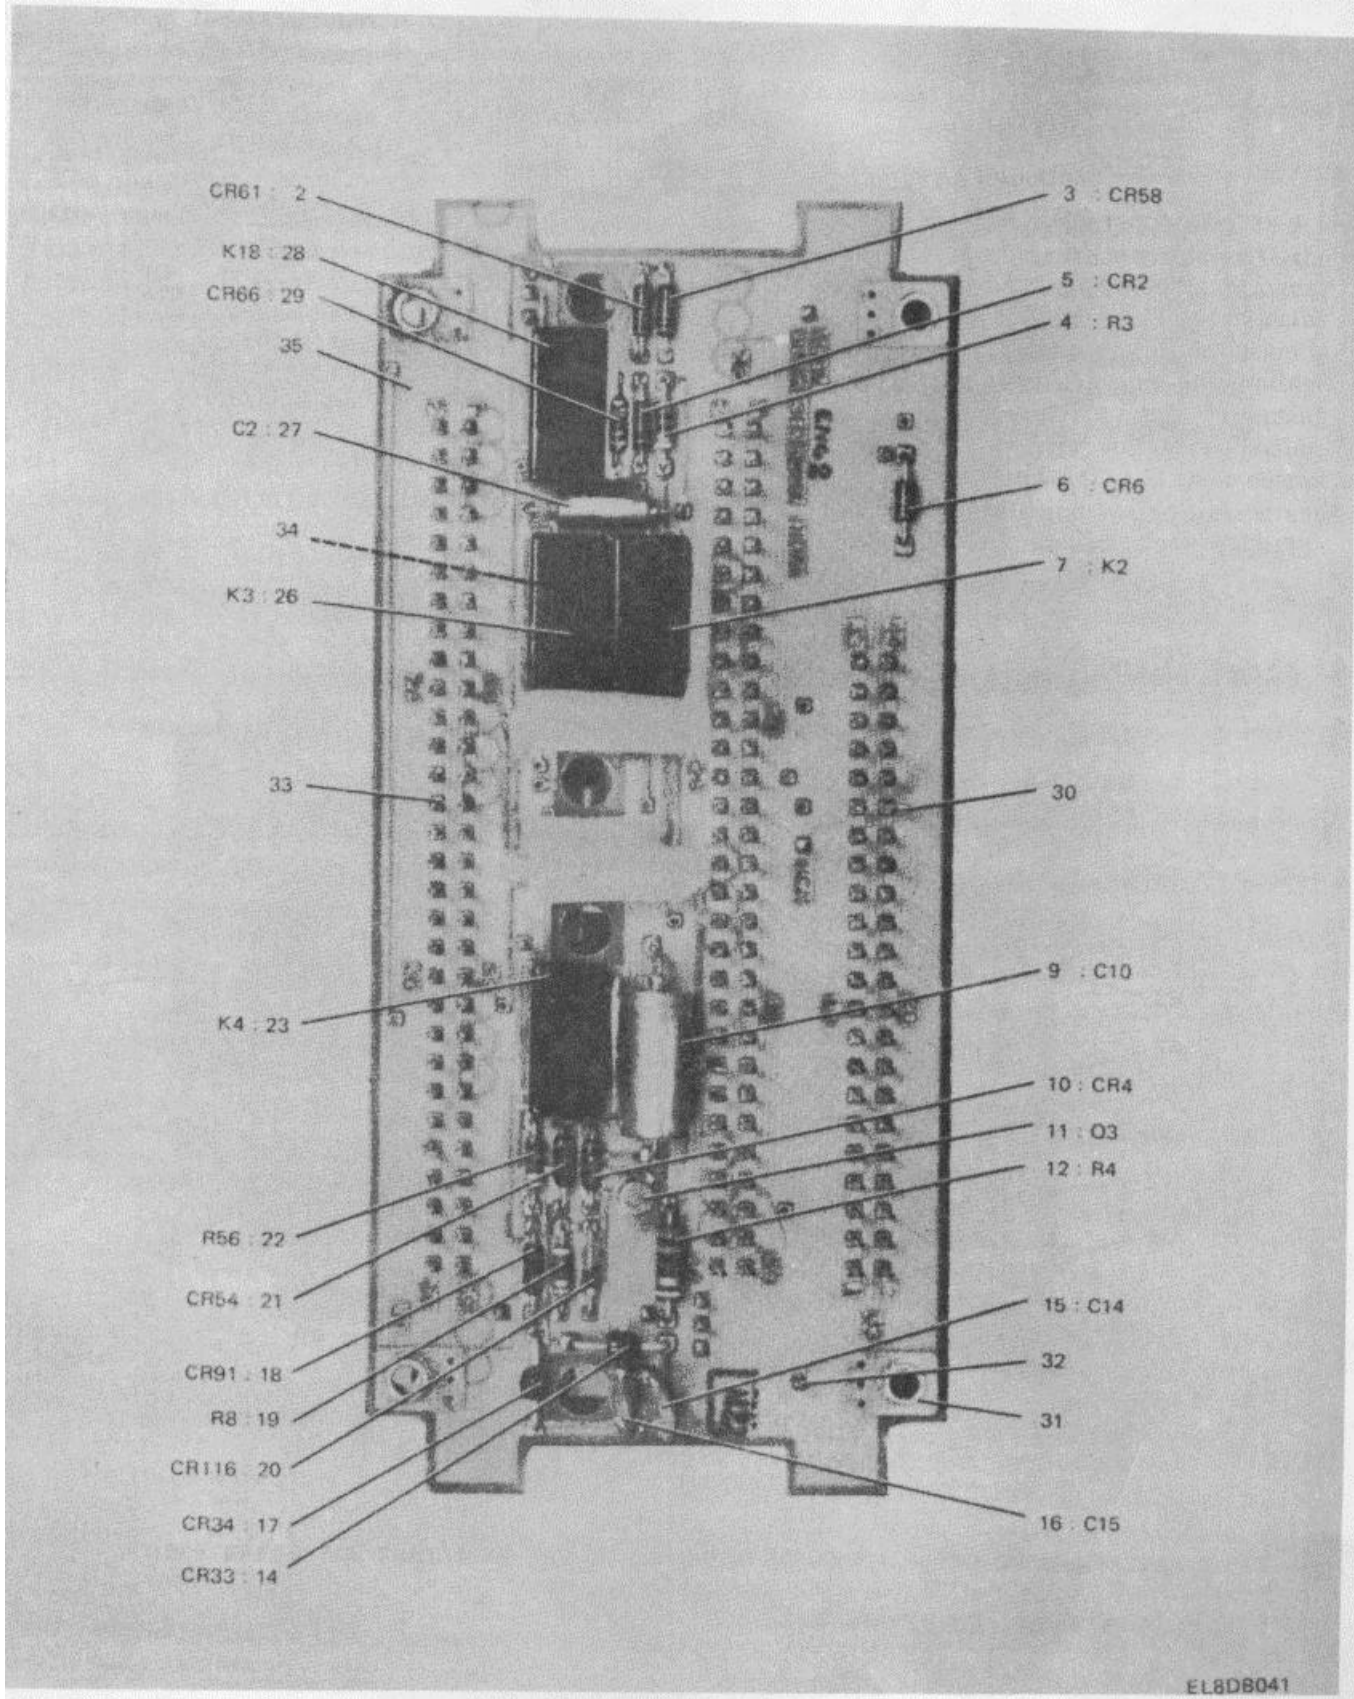 CR61 : 2
3 : CR58
K18 : 28
5 : CR2
CR66 : 29
4 : R3
35
C2 : 27
6 : CR6
34
7 : K2
K3 : 26
33
30
9 : C10
K4 : 23
10 : CR4
11 : O3
12 : R4
R56 : 22
CR54 : 21
15 : C14
32
CR91 : 18
31
R8 : 19
CR116 : 20
CR34 : 17
16 : C15
CR33 : 14
EL8DB041